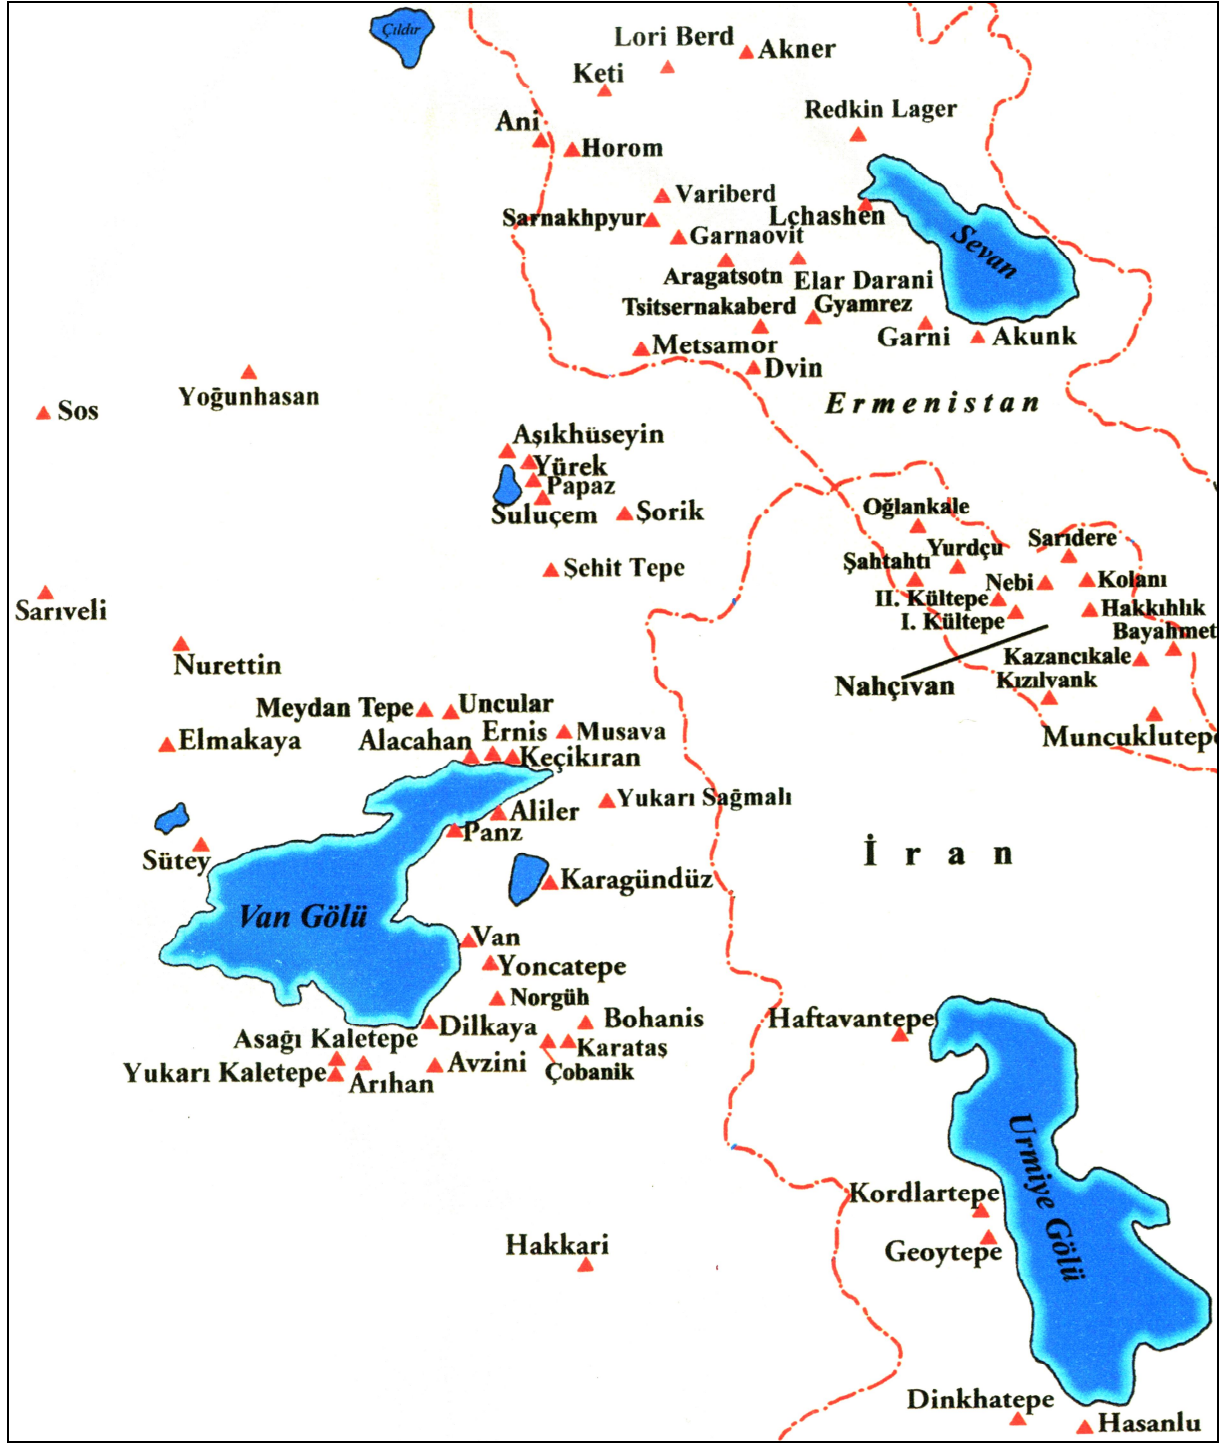 Çıldır
Lori Berd
Akner
Keti
Redkin Lager
Ani
Horom
Variberd
Sarnakhpyur
Lchashen
Garnaovit
Sevan
Aragatsotn
Elar Darani
Tsitsernakaberd
Gyamrez
Garni
Akunk
Metsamor
Dvin
Yoğunhasan
Sos
Ermenistan
Aşıkhüseyin
Yürek
Papaz
Suluçem
Şorik
Oğlankale
Sarıdere
Yurdçu
Şahtahtı
Şehit Tepe
Nebi
Kolanı
II. Kültepe
Hakkıhlık
I. Kültepe
Bayahmet
Sarıveli
Nurettin
Kazancıkale
Kızılvank
Nahçıvan
Meydan Tepe
Uncular
Muncuklutepe
Elmakaya
Alacahan
Ernis
Musava
Keçikıran
Yukarı Sağmalı
Aliler
Panz
Sütey
İran
Karagündüz
Van Gölü
Van
Yoncatepe
Norgüh
Haftavantepe
Bohanis
Dilkaya
Asağı Kaletepe
Karataş
Avzini
Çobanik
Yukarı Kaletepe
Arıhan
Urmiye Gölü
Kordlartepe
Hakkari
Geoytepe
Dinkhatepe
Hasanlu